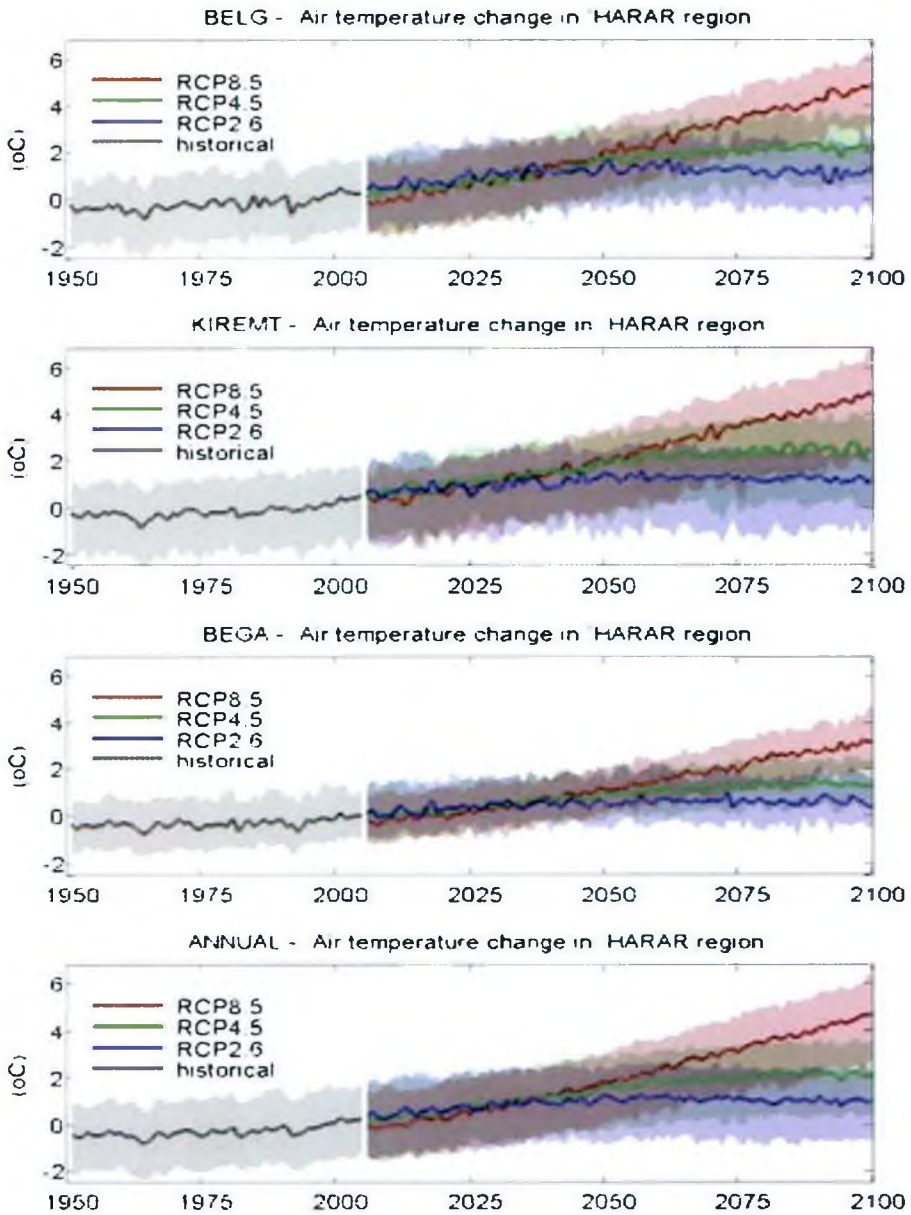 BELG - Air temperature change in HARAR region
6
4
2
0
-2
(oC)
RCP8.5
RCP4.5
RCP2.6
historical
1950 1975 2000 2025 2050 2075 2100
KIREMT - Air temperature change in HARAR region
6
4
2
0
-2
(oC)
RCP8.5
RCP4.5
RCP2.6
historical
1950 1975 2000 2025 2050 2075 2100
BEGA - Air temperature change in HARAR region
6
4
2
0
-2
(oC)
RCP8.5
RCP4.5
RCP2.6
historical
1950 1975 2000 2025 2050 2075 2100
ANNUAL - Air temperature change in HARAR region
6
4
2
0
-2
(oC)
RCP8.5
RCP4.5
RCP2.6
historical
1950 1975 2000 2025 2050 2075 2100